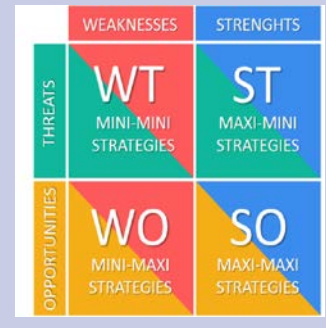 WEAKNESSES
STRENGHTS
THREATS
WT
MINI-MINI
STRATEGIES
ST
MAXI-MINI
STRATEGIES
OPPORTUNITIES
WO
MINI-MAXI
STRATEGIES
SO
MAXI-MAXI
STRATEGIES